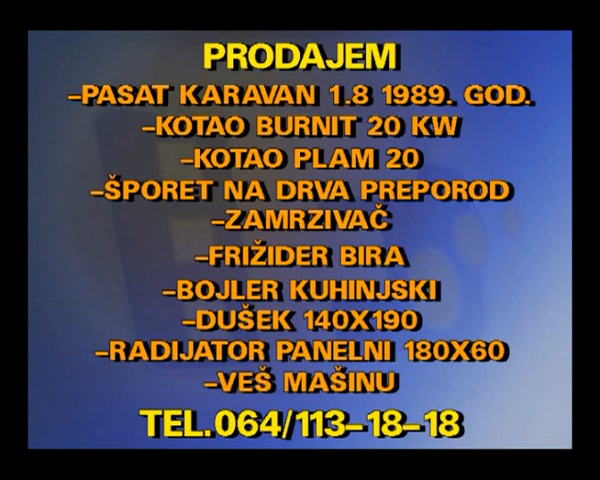 PRODAJEM
-PASAT KARAVAN 1.8 1989. GOD.
-KOTAO BURNIT 20 KW
-KOTAO PLAM 20
-ŠPORET NA DRVA PREPOROD
-ZAMRZIVAČ
-FRIŽIDER BIRA
-BOJLER KUHINJSKI
-DUŠEK 140X190
-RADIJATOR PANELNI 180X60
-VEŠ MAŠINU
TEL.064/113-18-18